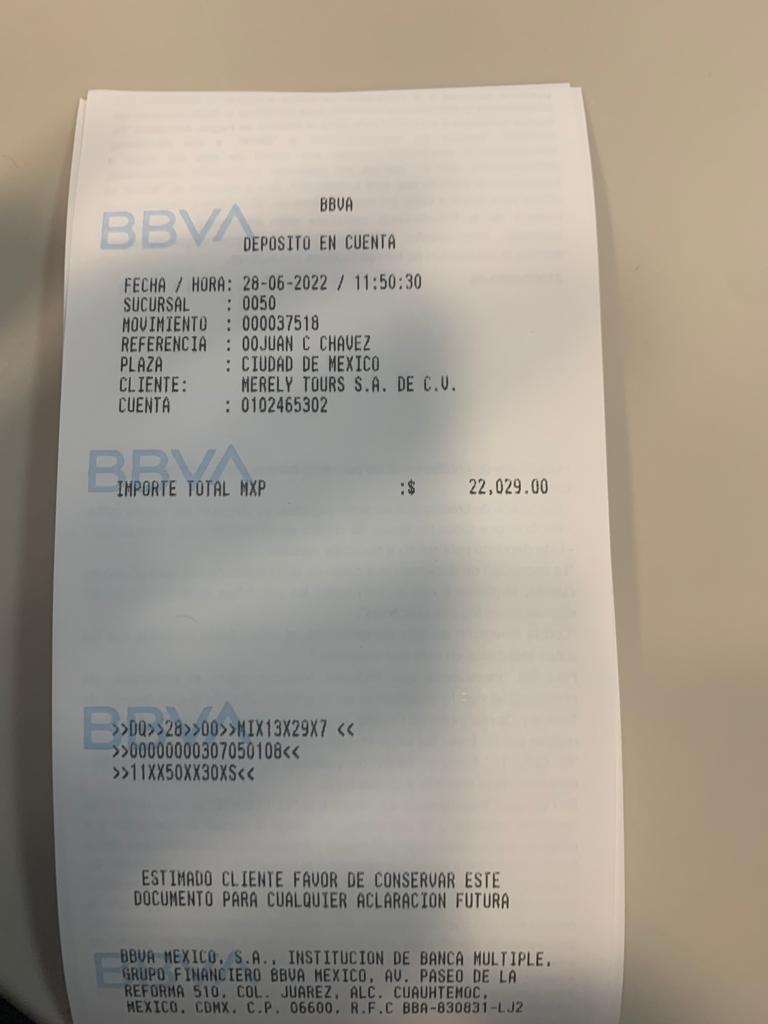 BBVA
BBVA
DEPOSITO EN CUENTA
FECHA / HORA: 28-06-2022 / 11:50:30
SUCURSAL : 0050
MOVIMIENTO : 000037518
REFERENCIA : 00JUAN C CHAVEZ
PLAZA : CIUDAD DE MEXICO
CLIENTE: MERELY TOURS S.A. DE C.V.
CUENTA : 0102465302
BBVA
IMPORTE TOTAL MXP :$ 22,029.00
BBVA
>>DQ>>28>>00>>MIX13X29X7 <<
>>00000000307050108<<
>>11XX50XX30XS<<
ESTIMADO CLIENTE FAVOR DE CONSERVAR ESTE
DOCUMENTO PARA CUALQUIER ACLARACION FUTURA
BBVA
BBVA MEXICO, S.A., INSTITUCION DE BANCA MULTIPLE,
GRUPO FINANCIERO BBVA MEXICO, AV. PASEO DE LA
REFORMA 510, COL. JUAREZ, ALC. CUAUHTEMOC,
MEXICO, CDMX, C.P. 06600, R.F.C BBA-830831-LJ2